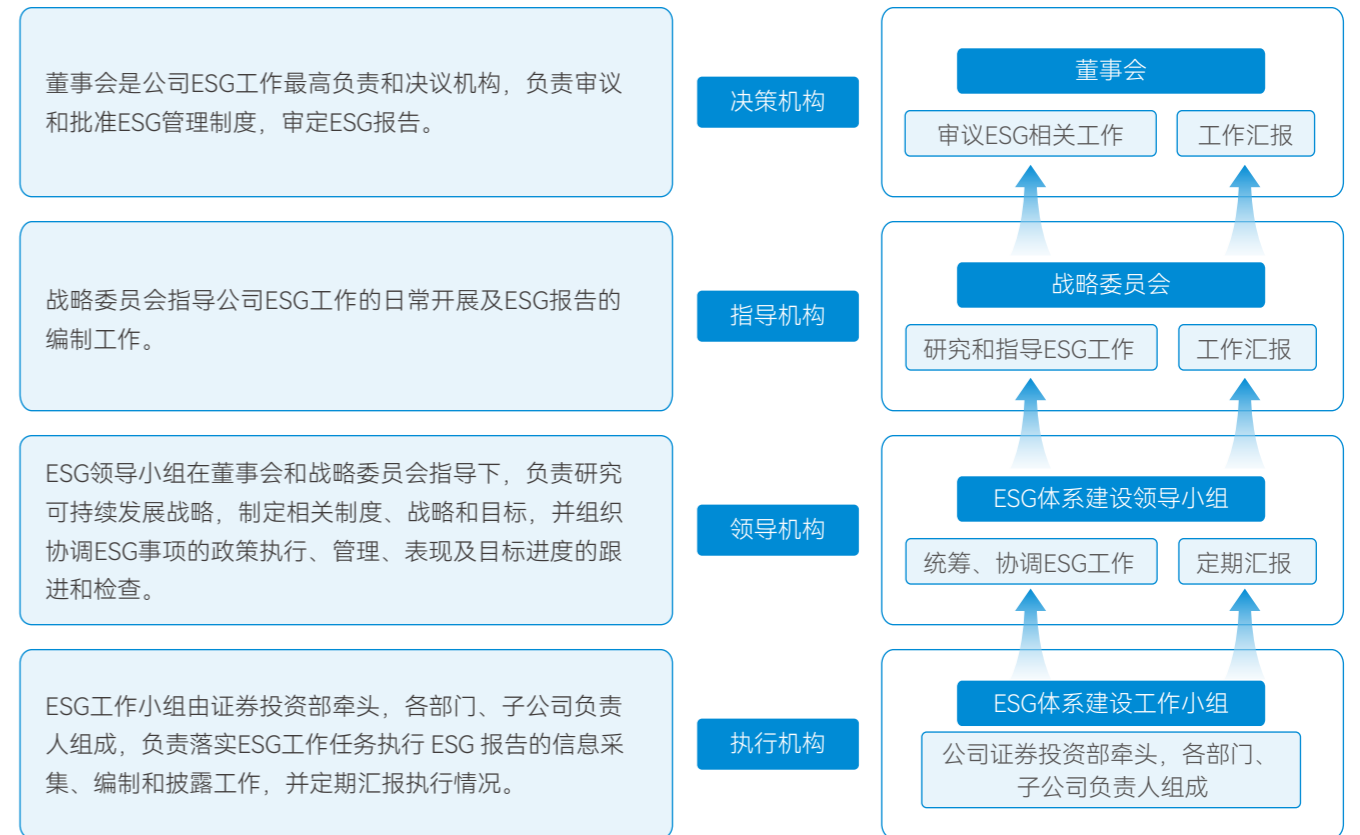 董事会是公司ESG工作最高负责和决议机构，负责审议
和批准ESG管理制度，审定ESG报告。
决策机构
董事会
审议ESG相关工作
工作汇报
战略委员会指导公司ESG工作的日常开展及ESG报告的
编制工作。
指导机构
战略委员会
研究和指导ESG工作
工作汇报
ESG领导小组在董事会和战略委员会指导下，负责研究
可持续发展战略，制定相关制度、战略和目标，并组织
协调ESG事项的政策执行、管理、表现及目标进度的跟
进和检查。
领导机构
ESG体系建设领导小组
统筹、协调ESG工作
定期汇报
ESG工作小组由证券投资部牵头，各部门、子公司负责
人组成，负责落实ESG工作任务执行 ESG 报告的信息采
集、编制和披露工作，并定期汇报执行情况。
执行机构
ESG体系建设工作小组
公司证券投资部牵头，各部门、
子公司负责人组成